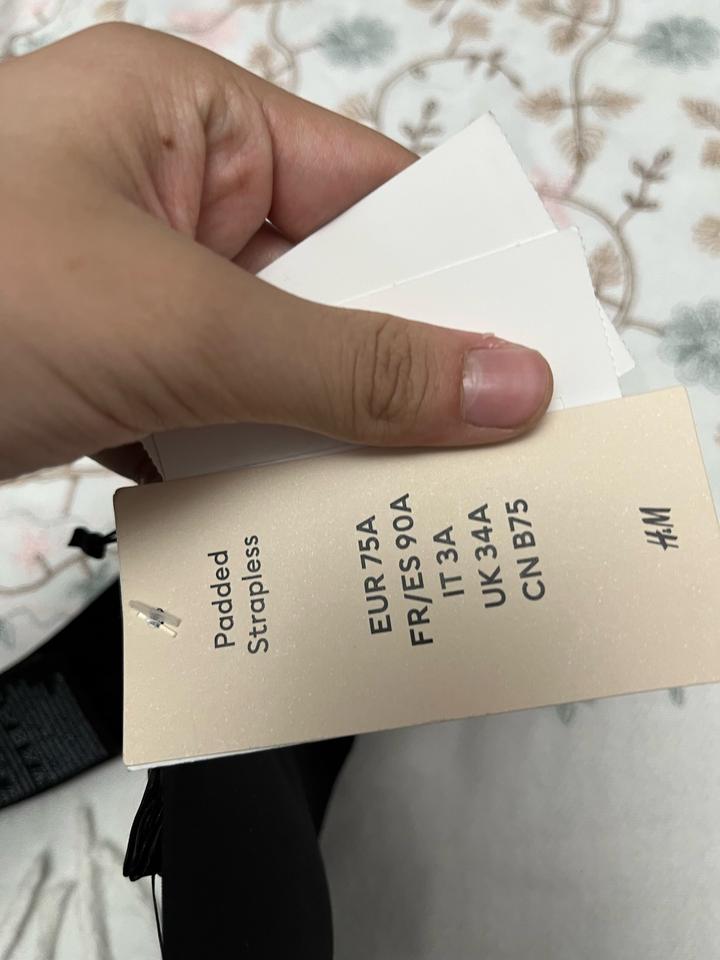 Padded
Strapless
EUR 75A
FR/ES 90A
IT 3A
UK 34A
CN B75
H&M